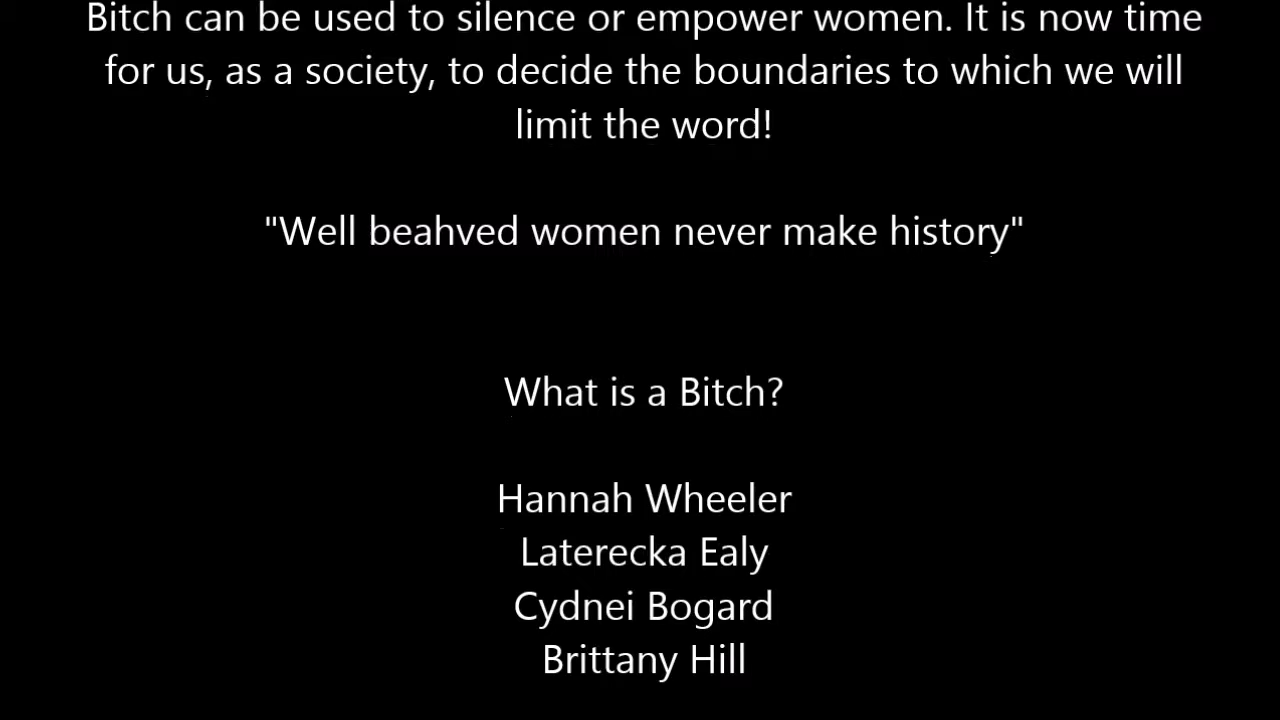 Bitch can be used to silence or empower women. It is now time
for us, as a society, to decide the boundaries to which we will
limit the word!
"Well beahved women never make history"
What is a Bitch?
Hannah Wheeler
Laterecka Ealy
Cydnei Bogard
Brittany Hill